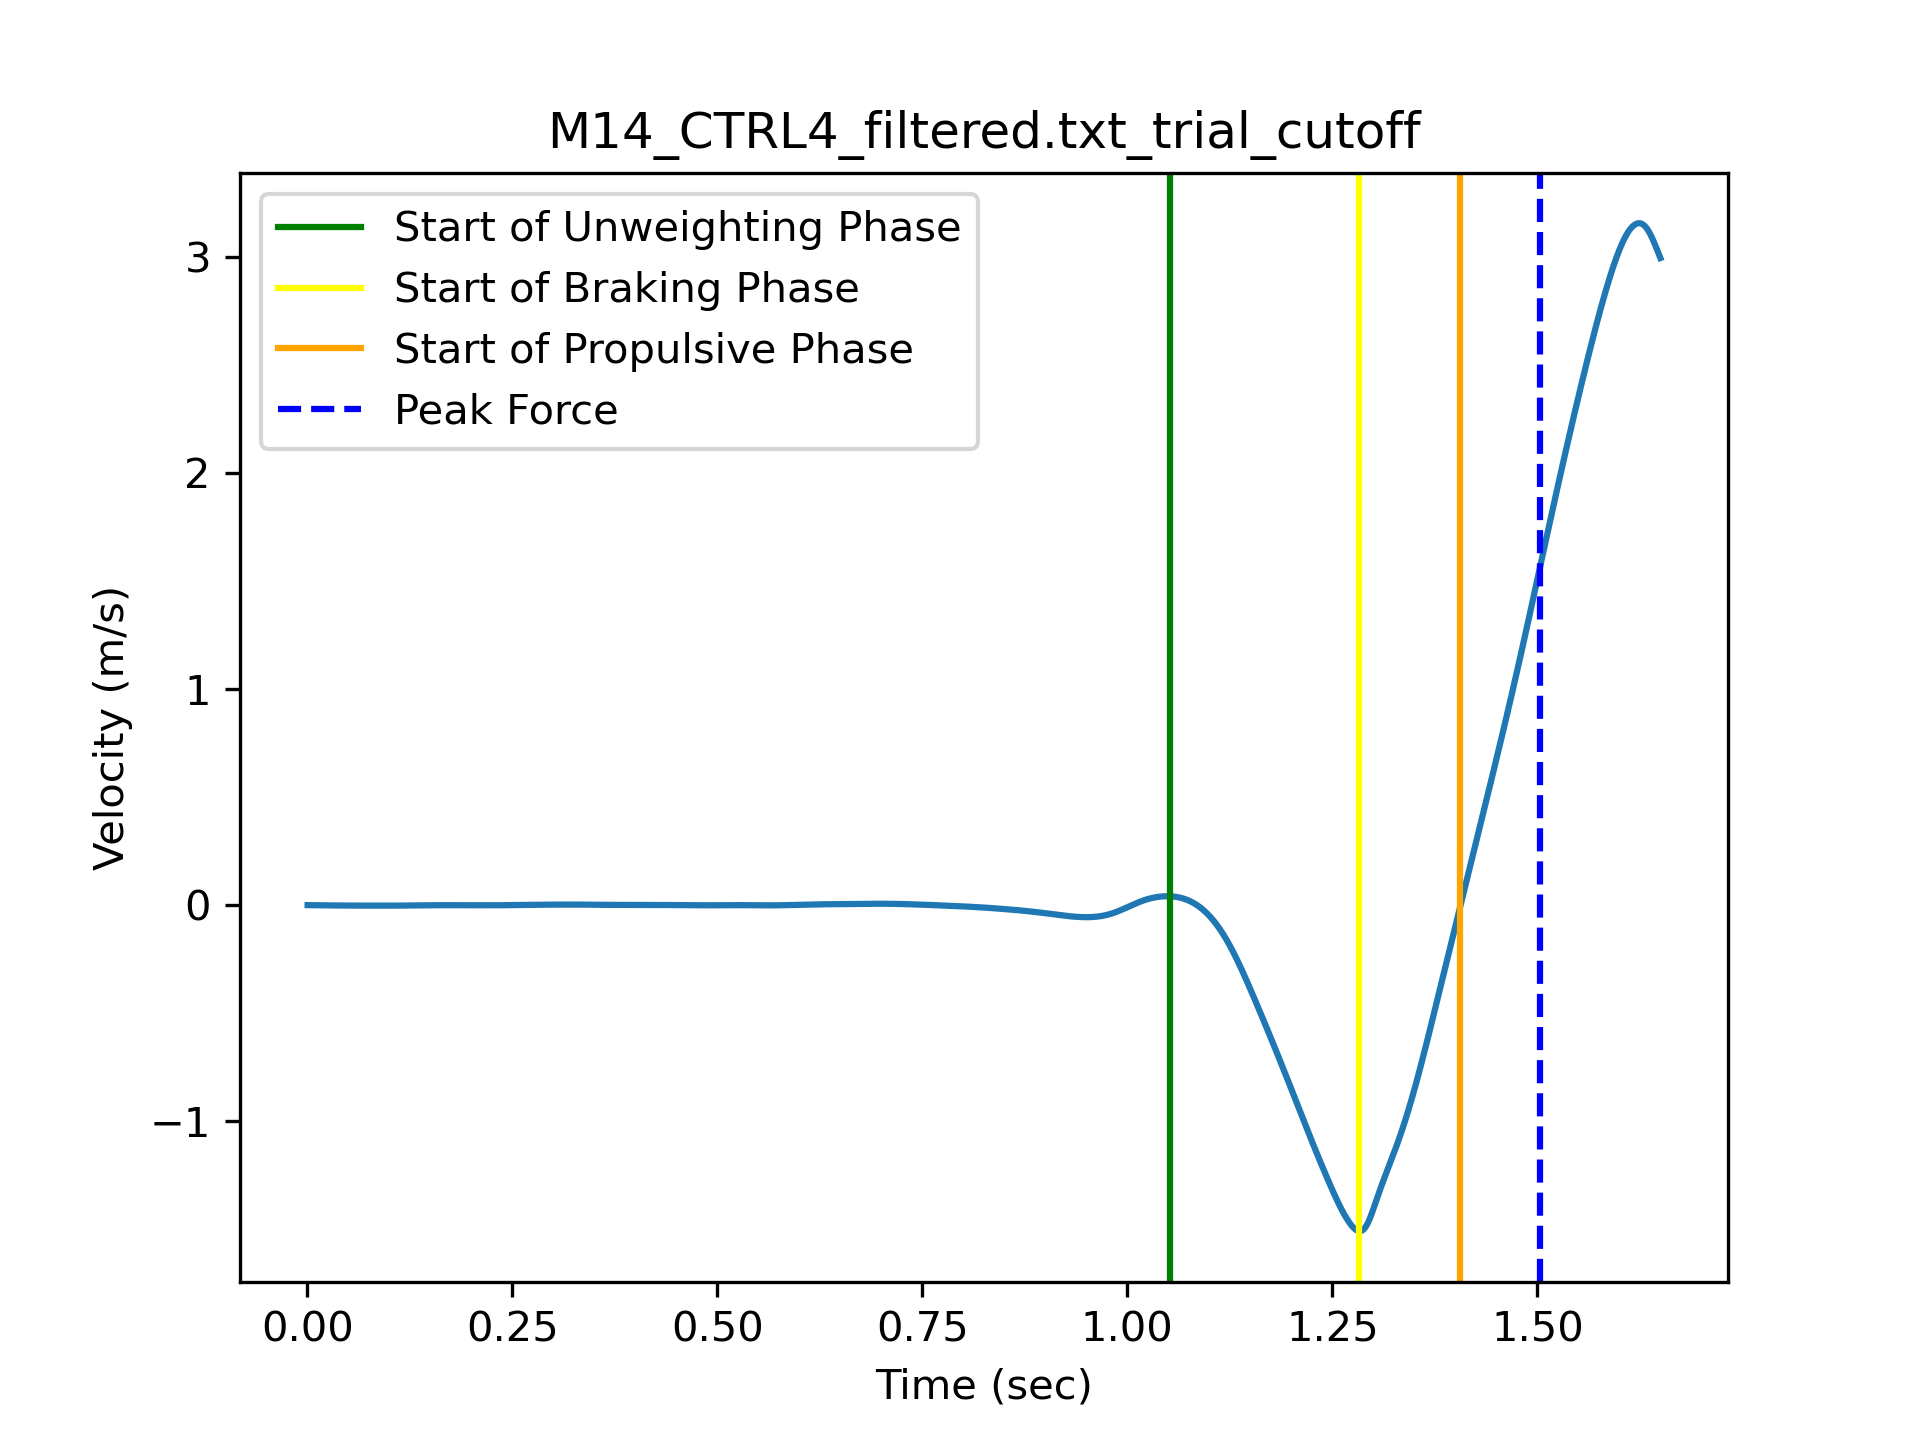 M14_CTRL4_filtered.txt_trial_cutoff
Start of Unweighting Phase
Start of Braking Phase
Start of Propulsive Phase
Peak Force
3
2
1
0
−1
Velocity (m/s)
0.00 0.25 0.50 0.75 1.00 1.25 1.50
Time (sec)